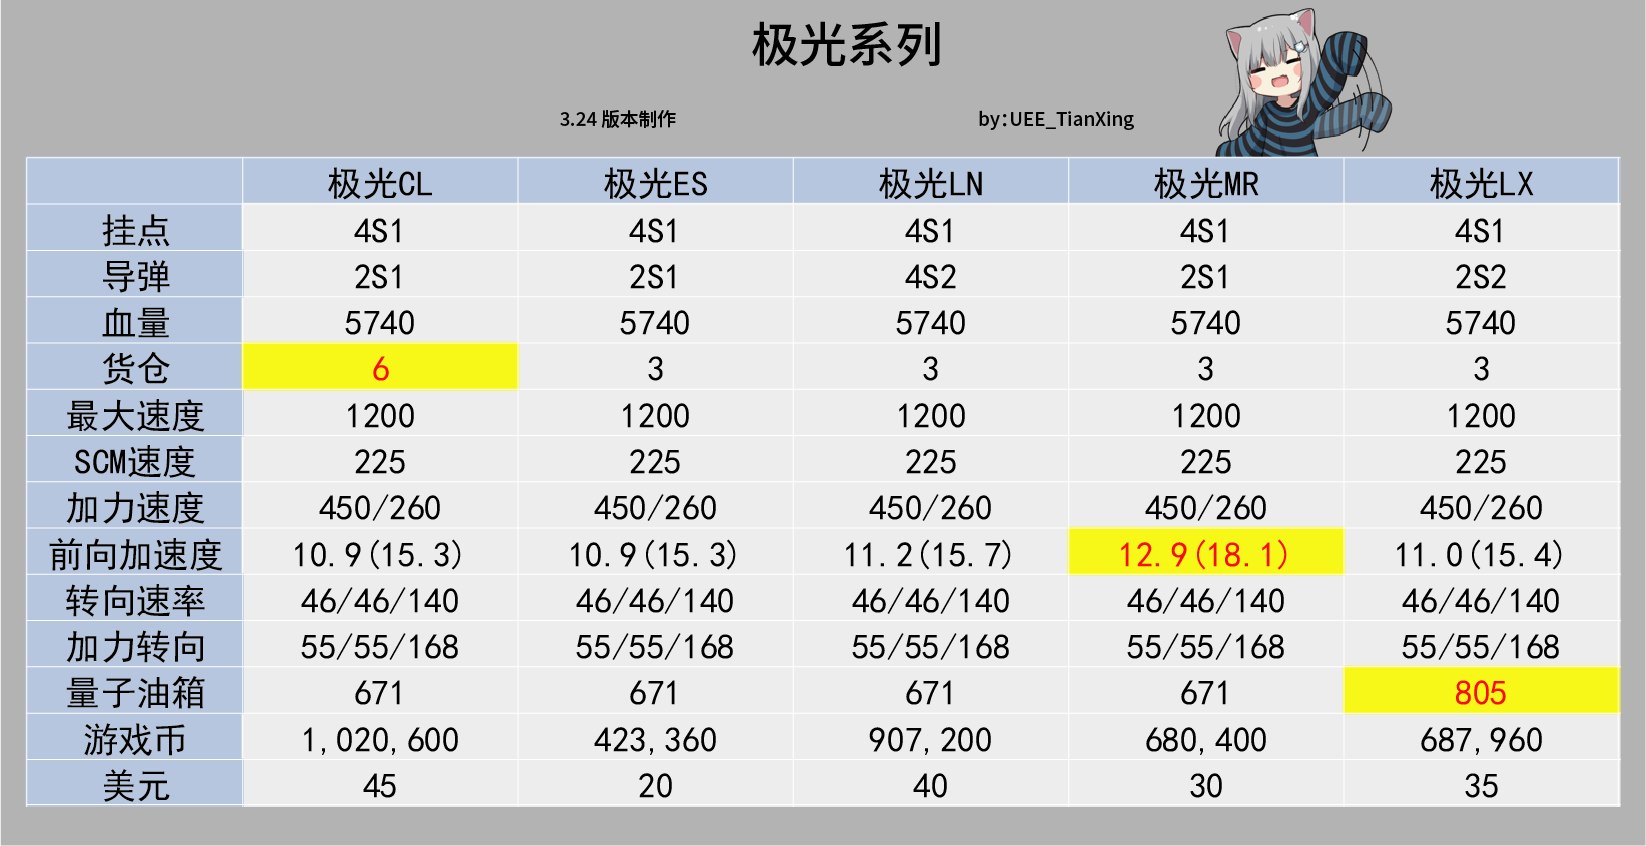 极光系列
3.24 版本制作 by:UEE_TianXing
极光CL 极光ES 极光LN 极光MR 极光LX
挂点 4S1 4S1 4S1 4S1 4S1
导弹 2S1 2S1 4S2 2S1 2S2
血量 5740 5740 5740 5740 5740
货仓 6 3 3 3 3
最大速度 1200 1200 1200 1200 1200
SCM速度 225 225 225 225 225
加力速度 450/260 450/260 450/260 450/260 450/260
前向加速度 10.9(15.3) 10.9(15.3) 11.2(15.7) 12.9(18.1) 11.0(15.4)
转向速率 46/46/140 46/46/140 46/46/140 46/46/140 46/46/140
加力转向 55/55/168 55/55/168 55/55/168 55/55/168 55/55/168
量子油箱 671 671 671 671 805
游戏币 1,020,600 423,360 907,200 680,400 687,960
美元 45 20 40 30 35